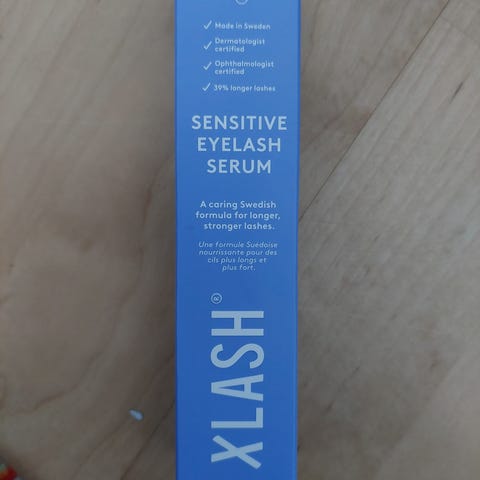 ✓ Made in Sweden
✓ Dermatologist
certified
✓ Ophthalmologist
certified
✓ 39% longer lashes
SENSITIVE
EYELASH
SERUM
A caring Swedish
formula for longer,
stronger lashes.
Une formule Suédoise
nourrissante pour des
cils plus longs et
plus fort.
XLASH®